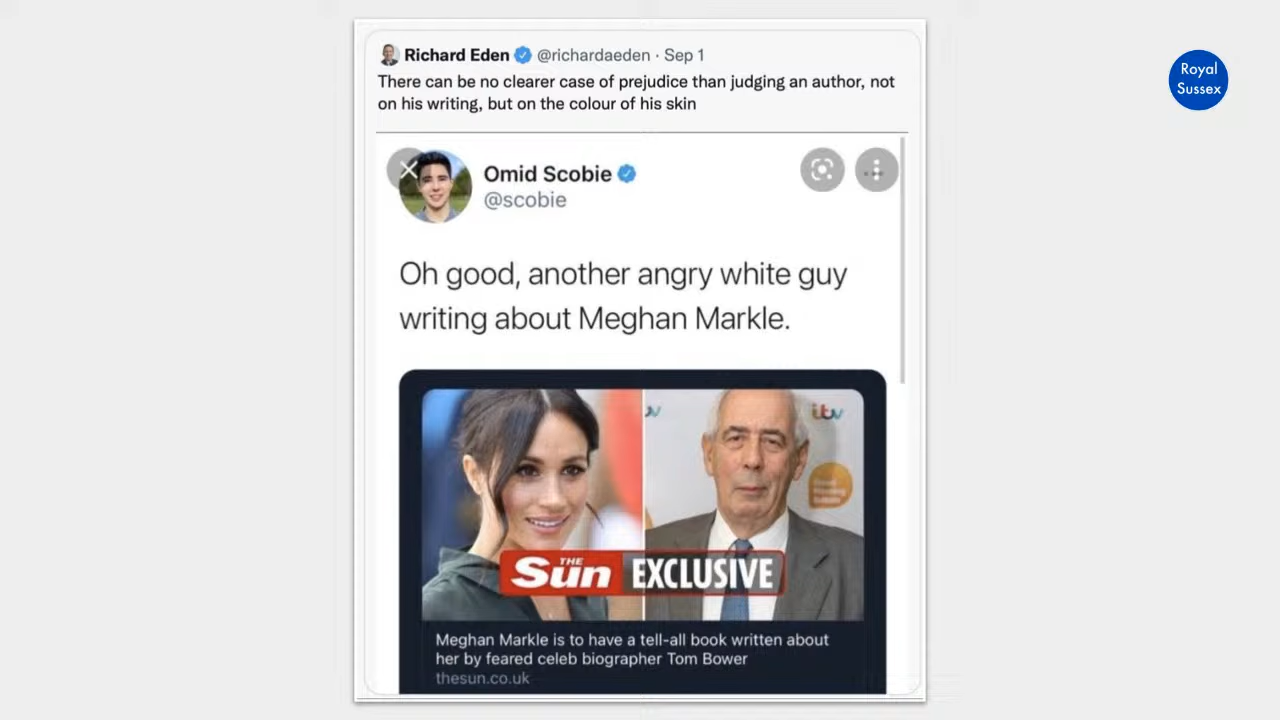 Richard Eden @richardaeden · Sep 1
There can be no clearer case of prejudice than judging an author, not
on his writing, but on the colour of his skin
Royal
Sussex
Omid Scobie
@scobie
Oh good, another angry white guy
writing about Meghan Markle.
itv
THE
Sun EXCLUSIVE
Meghan Markle is to have a tell-all book written about
her by feared celeb biographer Tom Bower
thesun.co.uk